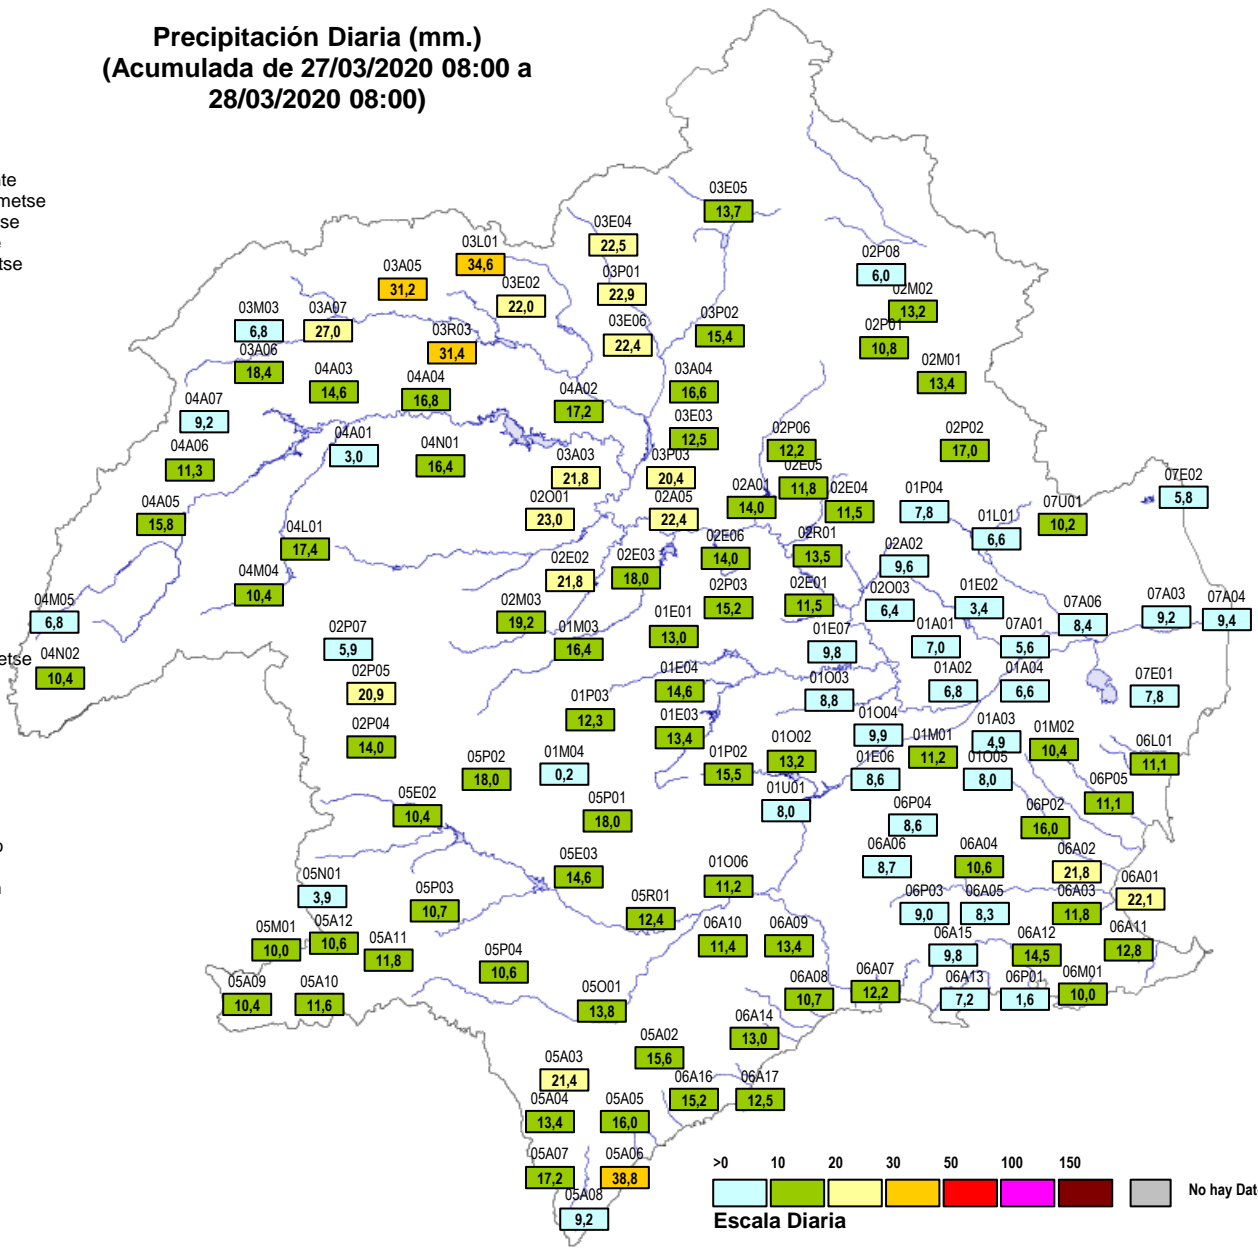 Precipitación Diaria (mm.)
(Acumulada de 27/03/2020 08:00 a
28/03/2020 08:00)
nte
metse
se
e
tse
03E05
13,7
03E04
22,5
03L01
34,6
02P08
6,0
03A05
31,2
03E02
22,0
03P01
22,9
02M02
13,2
03M03
6,8
03A07
27,0
03R03
31,4
03E06
22,4
03P02
15,4
02P01
10,8
03A06
18,4
04A03
14,6
04A04
16,8
04A02
17,2
03A04
16,6
02M01
13,4
04A07
9,2
03E03
12,5
04A01
3,0
04N01
16,4
02P06
12,2
02P02
17,0
04A06
11,3
03A03
21,8
03P03
20,4
02E05
11,8
07E02
5,8
04A05
15,8
02O01
23,0
02A05
22,4
02A01
14,0
02E04
11,5
01P04
7,8
01L01
6,6
07U01
10,2
04L01
17,4
02E06
14,0
02R01
13,5
02A02
9,6
04M04
10,4
02E02
21,8
02E03
18,0
04M05
6,8
02M03
19,2
02P03
15,2
02E01
11,5
02O03
6,4
01E02
3,4
07A06
8,4
07A03
9,2
07A04
9,4
02P07
5,9
01M03
16,4
01E01
13,0
01E07
9,8
01A01
7,0
07A01
5,6
etse
04N02
10,4
02P05
20,9
01E04
14,6
01O03
8,8
01A02
6,8
01A04
6,6
07E01
7,8
02P04
14,0
01P03
12,3
01E03
13,4
01O04
9,9
01M01
11,2
01A03
4,9
01M02
10,4
05P02
18,0
01M04
0,2
01P02
15,5
01O02
13,2
01E06
8,6
01O05
8,0
06L01
11,1
05E02
10,4
05P01
18,0
01U01
8,0
06P04
8,6
06P02
16,0
06P05
11,1
o
05E03
14,6
01O06
11,2
06A06
8,7
06A04
10,6
06A02
21,8
n
05N01
3,9
05P03
10,7
05R01
12,4
06P03
9,0
06A05
8,3
06A03
11,8
06A01
22,1
05M01
10,0
05A12
10,6
05A11
11,8
06A10
11,4
06A09
13,4
06A15
9,8
06A12
14,5
06A11
12,8
05P04
10,6
05A09
10,4
05A10
11,6
05O01
13,8
06A08
10,7
06A07
12,2
06A13
7,2
06P01
1,6
06M01
10,0
06A14
13,0
05A02
15,6
05A03
21,4
05A04
13,4
05A05
16,0
06A16
15,2
06A17
12,5
05A07
17,2
05A06
38,8
05A08
9,2
>0 10 20 30 50 100 150
No hay Dat
Escala Diaria